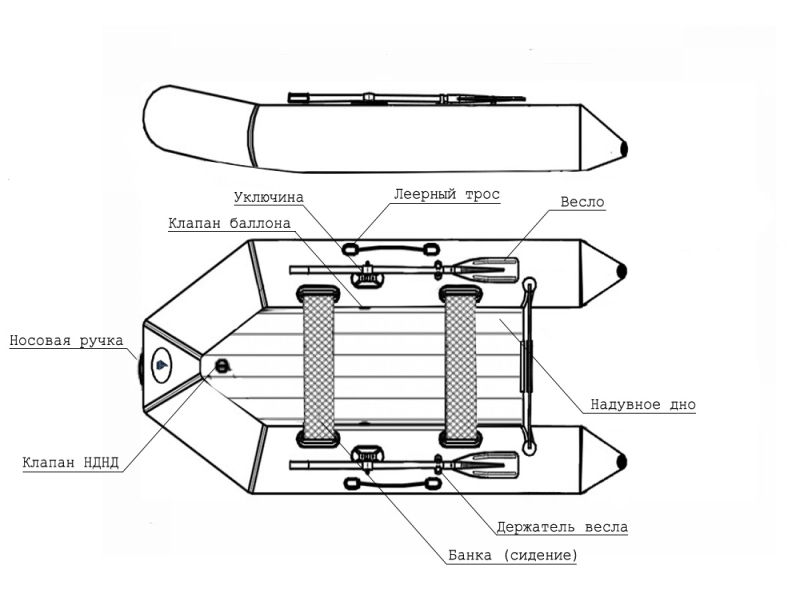 Леерный трос
Уключина
Весло
Клапан баллона
Носовая ручка
Надувное дно
Клапан НДНД
Держатель весла
Банка (сидение)